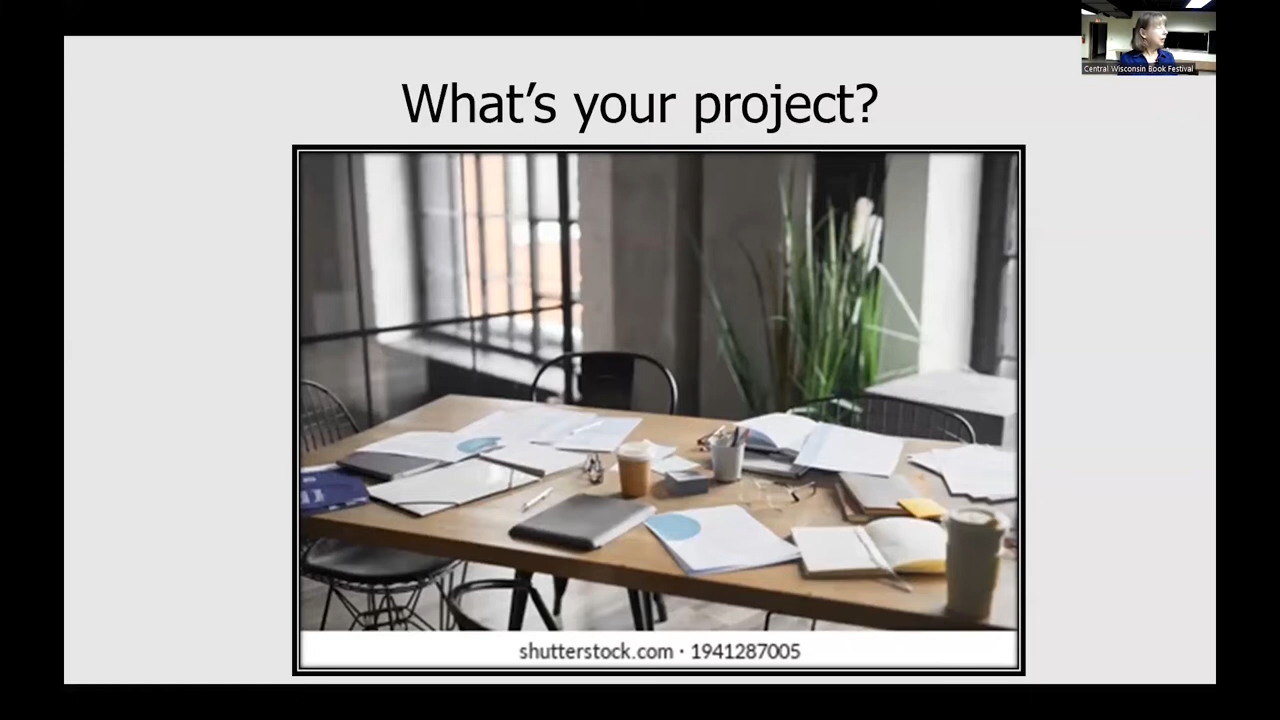 What's your project?
Central Wisconsin Book Festival
shutterstock.com · 1941287005